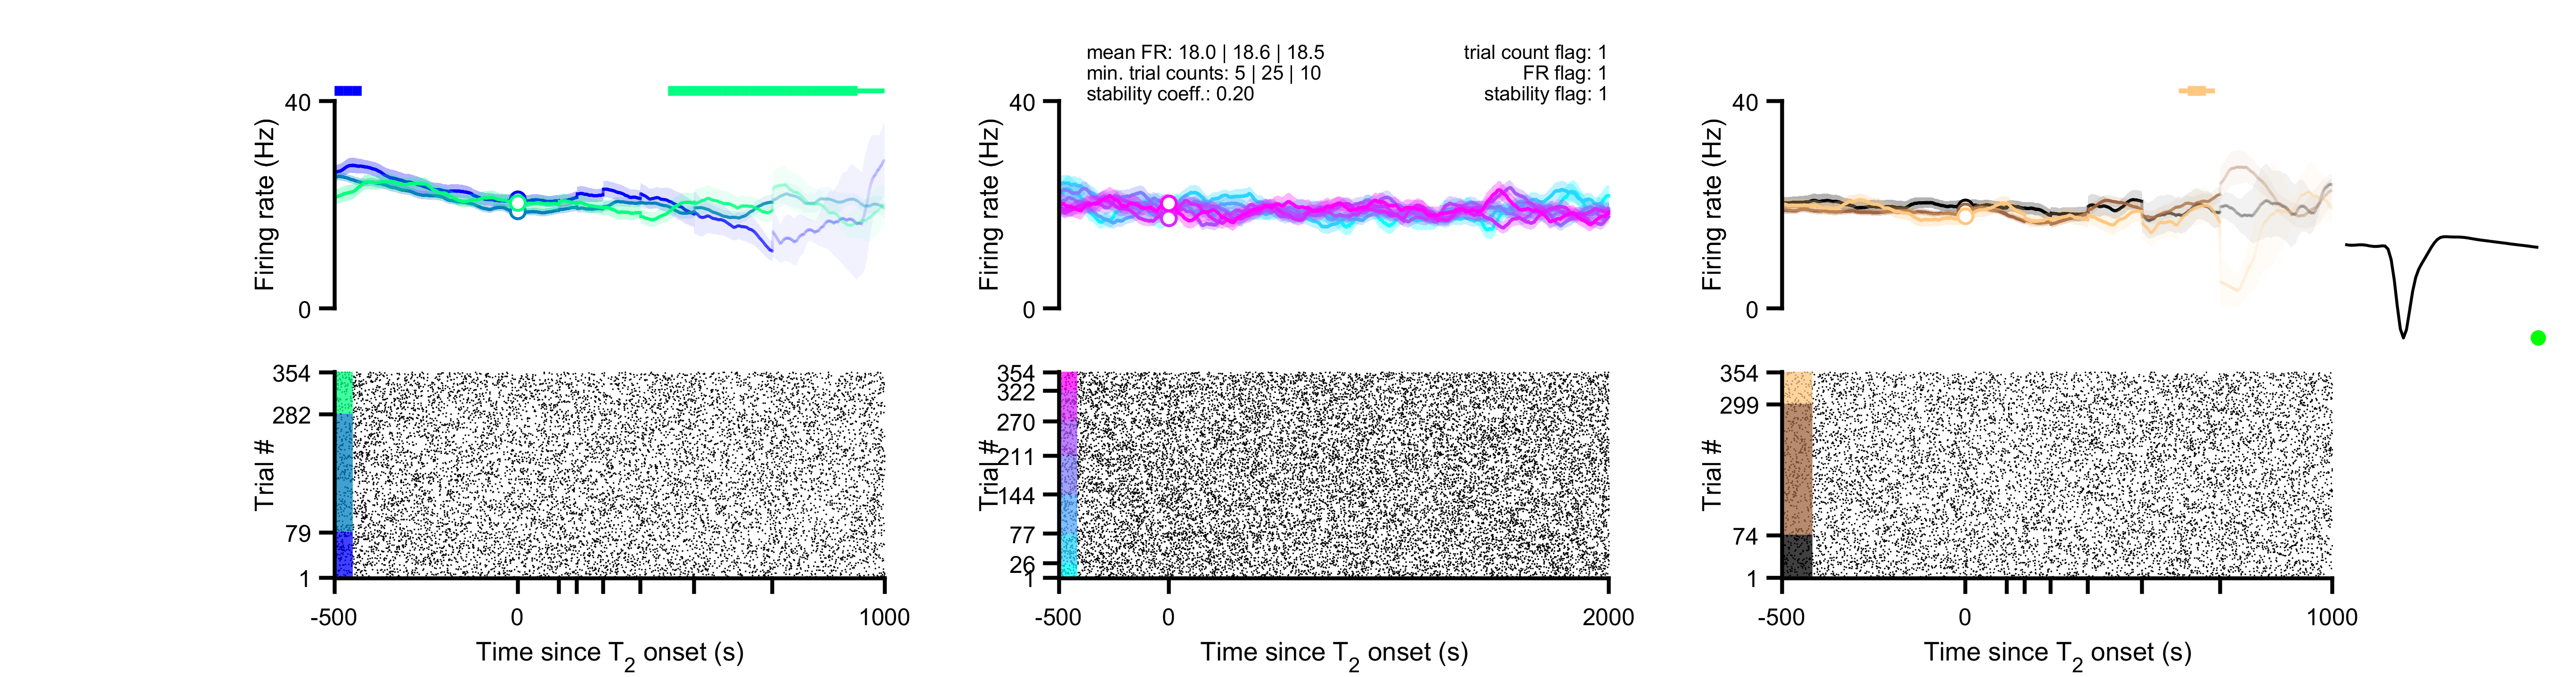 mean FR: 18.0 | 18.6 | 18.5
min. trial counts: 5 | 25 | 10
stability coeff.: 0.20
trial count flag: 1
FR flag: 1
stability flag: 1
40
0
Firing rate (Hz)
40
0
Firing rate (Hz)
40
0
Firing rate (Hz)
354
282
79
1
Trial #
-500
0
1000
Time since T2 onset (s)
354
322
270
211
144
77
26
1
Trial #
-500
0
2000
Time since T2 onset (s)
354
299
74
1
Trial #
-500
0
1000
Time since T2 onset (s)